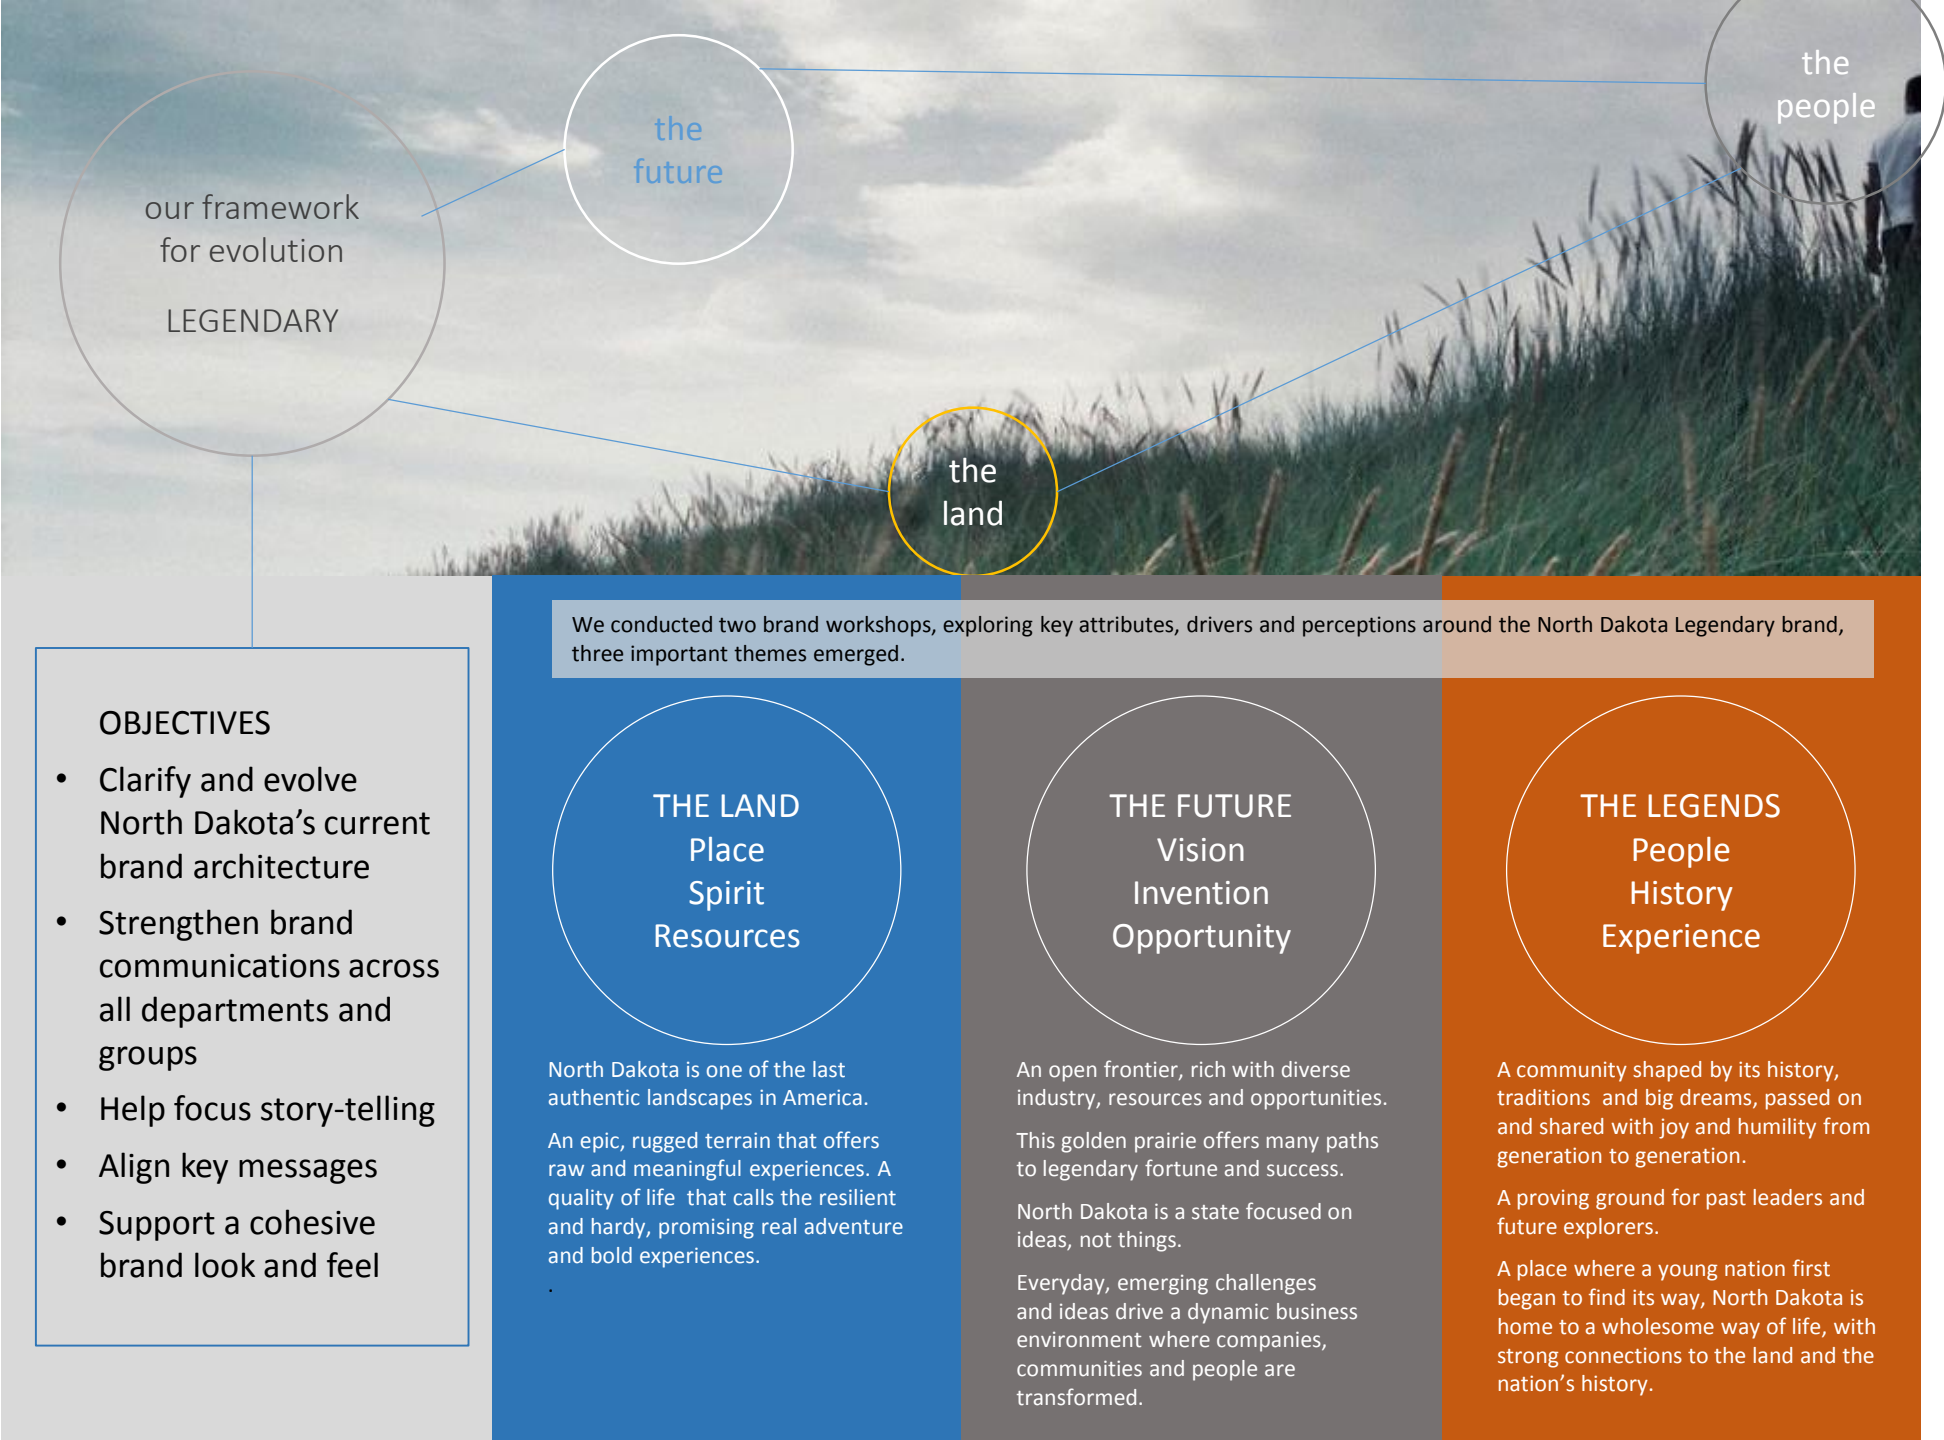 our framework
for evolution
LEGENDARY
the
future
the
people
the
land
We conducted two brand workshops, exploring key attributes, drivers and perceptions around the North Dakota Legendary brand,
three important themes emerged.
OBJECTIVES
• Clarify and evolve
North Dakota’s current
brand architecture
• Strengthen brand
communications across
all departments and
groups
• Help focus story-telling
• Align key messages
• Support a cohesive
brand look and feel
THE LAND
Place
Spirit
Resources
North Dakota is one of the last
authentic landscapes in America.
An epic, rugged terrain that offers
raw and meaningful experiences. A
quality of life  that calls the resilient
and hardy, promising real adventure
and bold experiences.
.
THE FUTURE
Vision
Invention
Opportunity
An open frontier, rich with diverse
industry, resources and opportunities.
This golden prairie offers many paths
to legendary fortune and success.
North Dakota is a state focused on
ideas, not things.
Everyday, emerging challenges
and ideas drive a dynamic business
environment where companies,
communities and people are
transformed.
THE LEGENDS
People
History
Experience
A community shaped by its history,
traditions  and big dreams, passed on
and shared with joy and humility from
generation to generation.
A proving ground for past leaders and
future explorers.
A place where a young nation first
began to find its way, North Dakota is
home to a wholesome way of life, with
strong connections to the land and the
nation’s history.